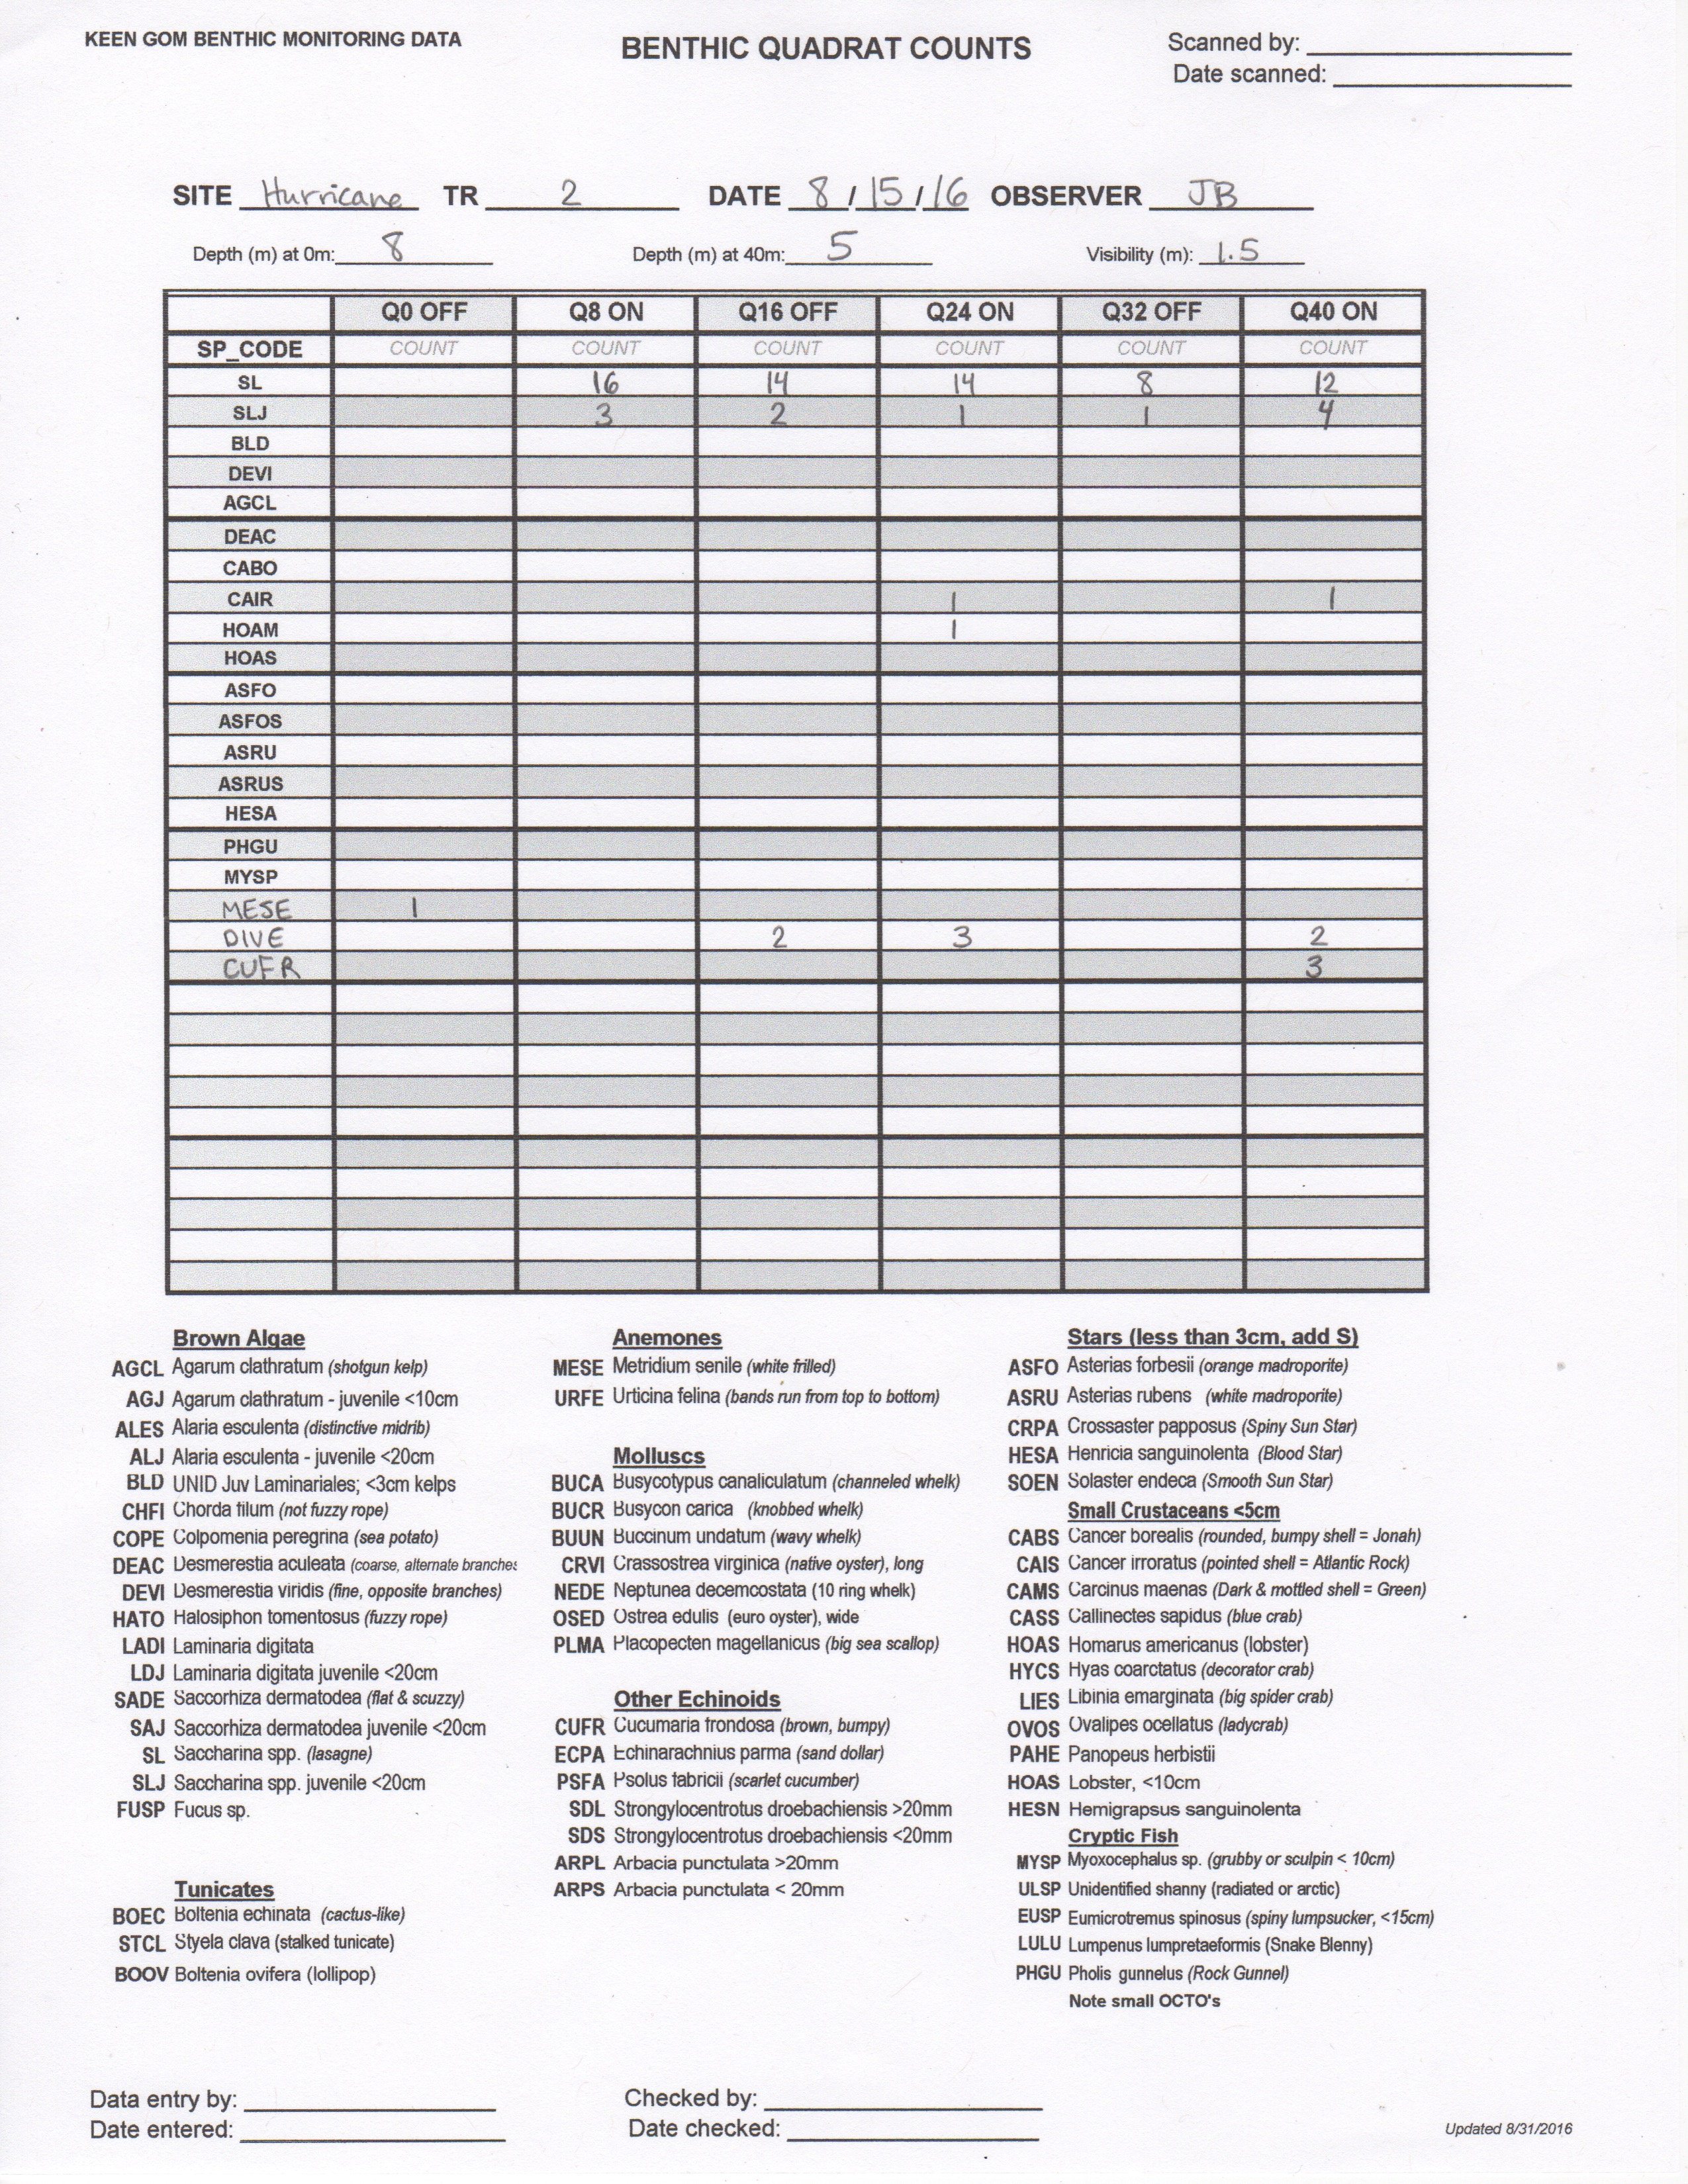 KEEN GOM BENTHIC MONITORING DATA
BENTHIC QUADRAT COUNTS
Scanned by:
Date scanned:
SITE Hurricane TR 2 DATE 8/15/16 OBSERVER JB
Depth (m) at 0m: 8 Depth (m) at 40m: 5 Visibility (m): 1.5
Q0 OFF Q8 ON Q16 OFF Q24 ON Q32 OFF Q40 ON
SP_CODE COUNT COUNT COUNT COUNT COUNT COUNT
SL 16 14 14 8 12
SLJ 3 2 1 1 4
BLD
DEVI
AGCL
DEAC
CABO
CAIR 1 1
HOAM 1
HOAS
ASFO
ASFOS
ASRU
ASRUS
HESA
PHGU
MYSP
MESE 1
DIVE 2 3 2
CUFR 3
Brown Algae
AGCL Agarum clathratum (shotgun kelp)
AGJ Agarum clathratum - juvenile <10cm
ALES Alaria esculenta (distinctive midrib)
ALJ Alaria esculenta - juvenile <20cm
BLD UNID Juv Laminariales; <3cm kelps
CHFI Chorda filum (not fuzzy rope)
COPE Colpomenia peregrina (sea potato)
DEAC Desmerestia aculeata (coarse, alternate branches
DEVI Desmerestia viridis (fine, opposite branches)
HATO Halosiphon tomentosus (fuzzy rope)
LADI Laminaria digitata
LDJ Laminaria digitata juvenile <20cm
SADE Saccorhiza dermatodea (flat & scuzzy)
SAJ Saccorhiza dermatodea juvenile <20cm
SL Saccharina spp. (lasagne)
SLJ Saccharina spp. juvenile <20cm
FUSP Fucus sp.
Tunicates
BOEC Boltenia echinata (cactus-like)
STCL Styela clava (stalked tunicate)
BOOV Boltenia ovifera (lollipop)
Anemones
MESE Metridium senile (white frilled)
URFE Urticina felina (bands run from top to bottom)
Molluscs
BUCA Busycotypus canaliculatum (channeled whelk)
BUCR Busycon carica (knobbed whelk)
BUUN Buccinum undatum (wavy whelk)
CRVI Crassostrea virginica (native oyster), long
NEDE Neptunea decemcostata (10 ring whelk)
OSED Ostrea edulis (euro oyster), wide
PLMA Placopecten magellanicus (big sea scallop)
Other Echinoids
CUFR Cucumaria frondosa (brown, bumpy)
ECPA Echinarachnius parma (sand dollar)
PSFA Psolus fabricii (scarlet cucumber)
SDL Strongylocentrotus droebachiensis >20mm
SDS Strongylocentrotus droebachiensis <20mm
ARPL Arbacia punctulata >20mm
ARPS Arbacia punctulata < 20mm
Stars (less than 3cm, add S)
ASFO Asterias forbesii (orange madroporite)
ASRU Asterias rubens (white madroporite)
CRPA Crossaster papposus (Spiny Sun Star)
HESA Henricia sanguinolenta (Blood Star)
SOEN Solaster endeca (Smooth Sun Star)
Small Crustaceans <5cm
CABS Cancer borealis (rounded, bumpy shell = Jonah)
CAIS Cancer irroratus (pointed shell = Atlantic Rock)
CAMS Carcinus maenas (Dark & mottled shell = Green)
CASS Callinectes sapidus (blue crab)
HOAS Homarus americanus (lobster)
HYCS Hyas coarctatus (decorator crab)
LIES Libinia emarginata (big spider crab)
OVOS Ovalipes ocellatus (ladycrab)
PAHE Panopeus herbistii
HOAS Lobster, <10cm
HESN Hemigrapsus sanguinolenta
Cryptic Fish
MYSP Myoxocephalus sp. (grubby or sculpin < 10cm)
ULSP Unidentified shanny (radiated or arctic)
EUSP Eumicrotremus spinosus (spiny lumpsucker, <15cm)
LULU Lumpenus lumpretaeformis (Snake Blenny)
PHGU Pholis gunnelus (Rock Gunnel)
Note small OCTO's
Data entry by:
Date entered:
Checked by:
Date checked:
Updated 8/31/2016